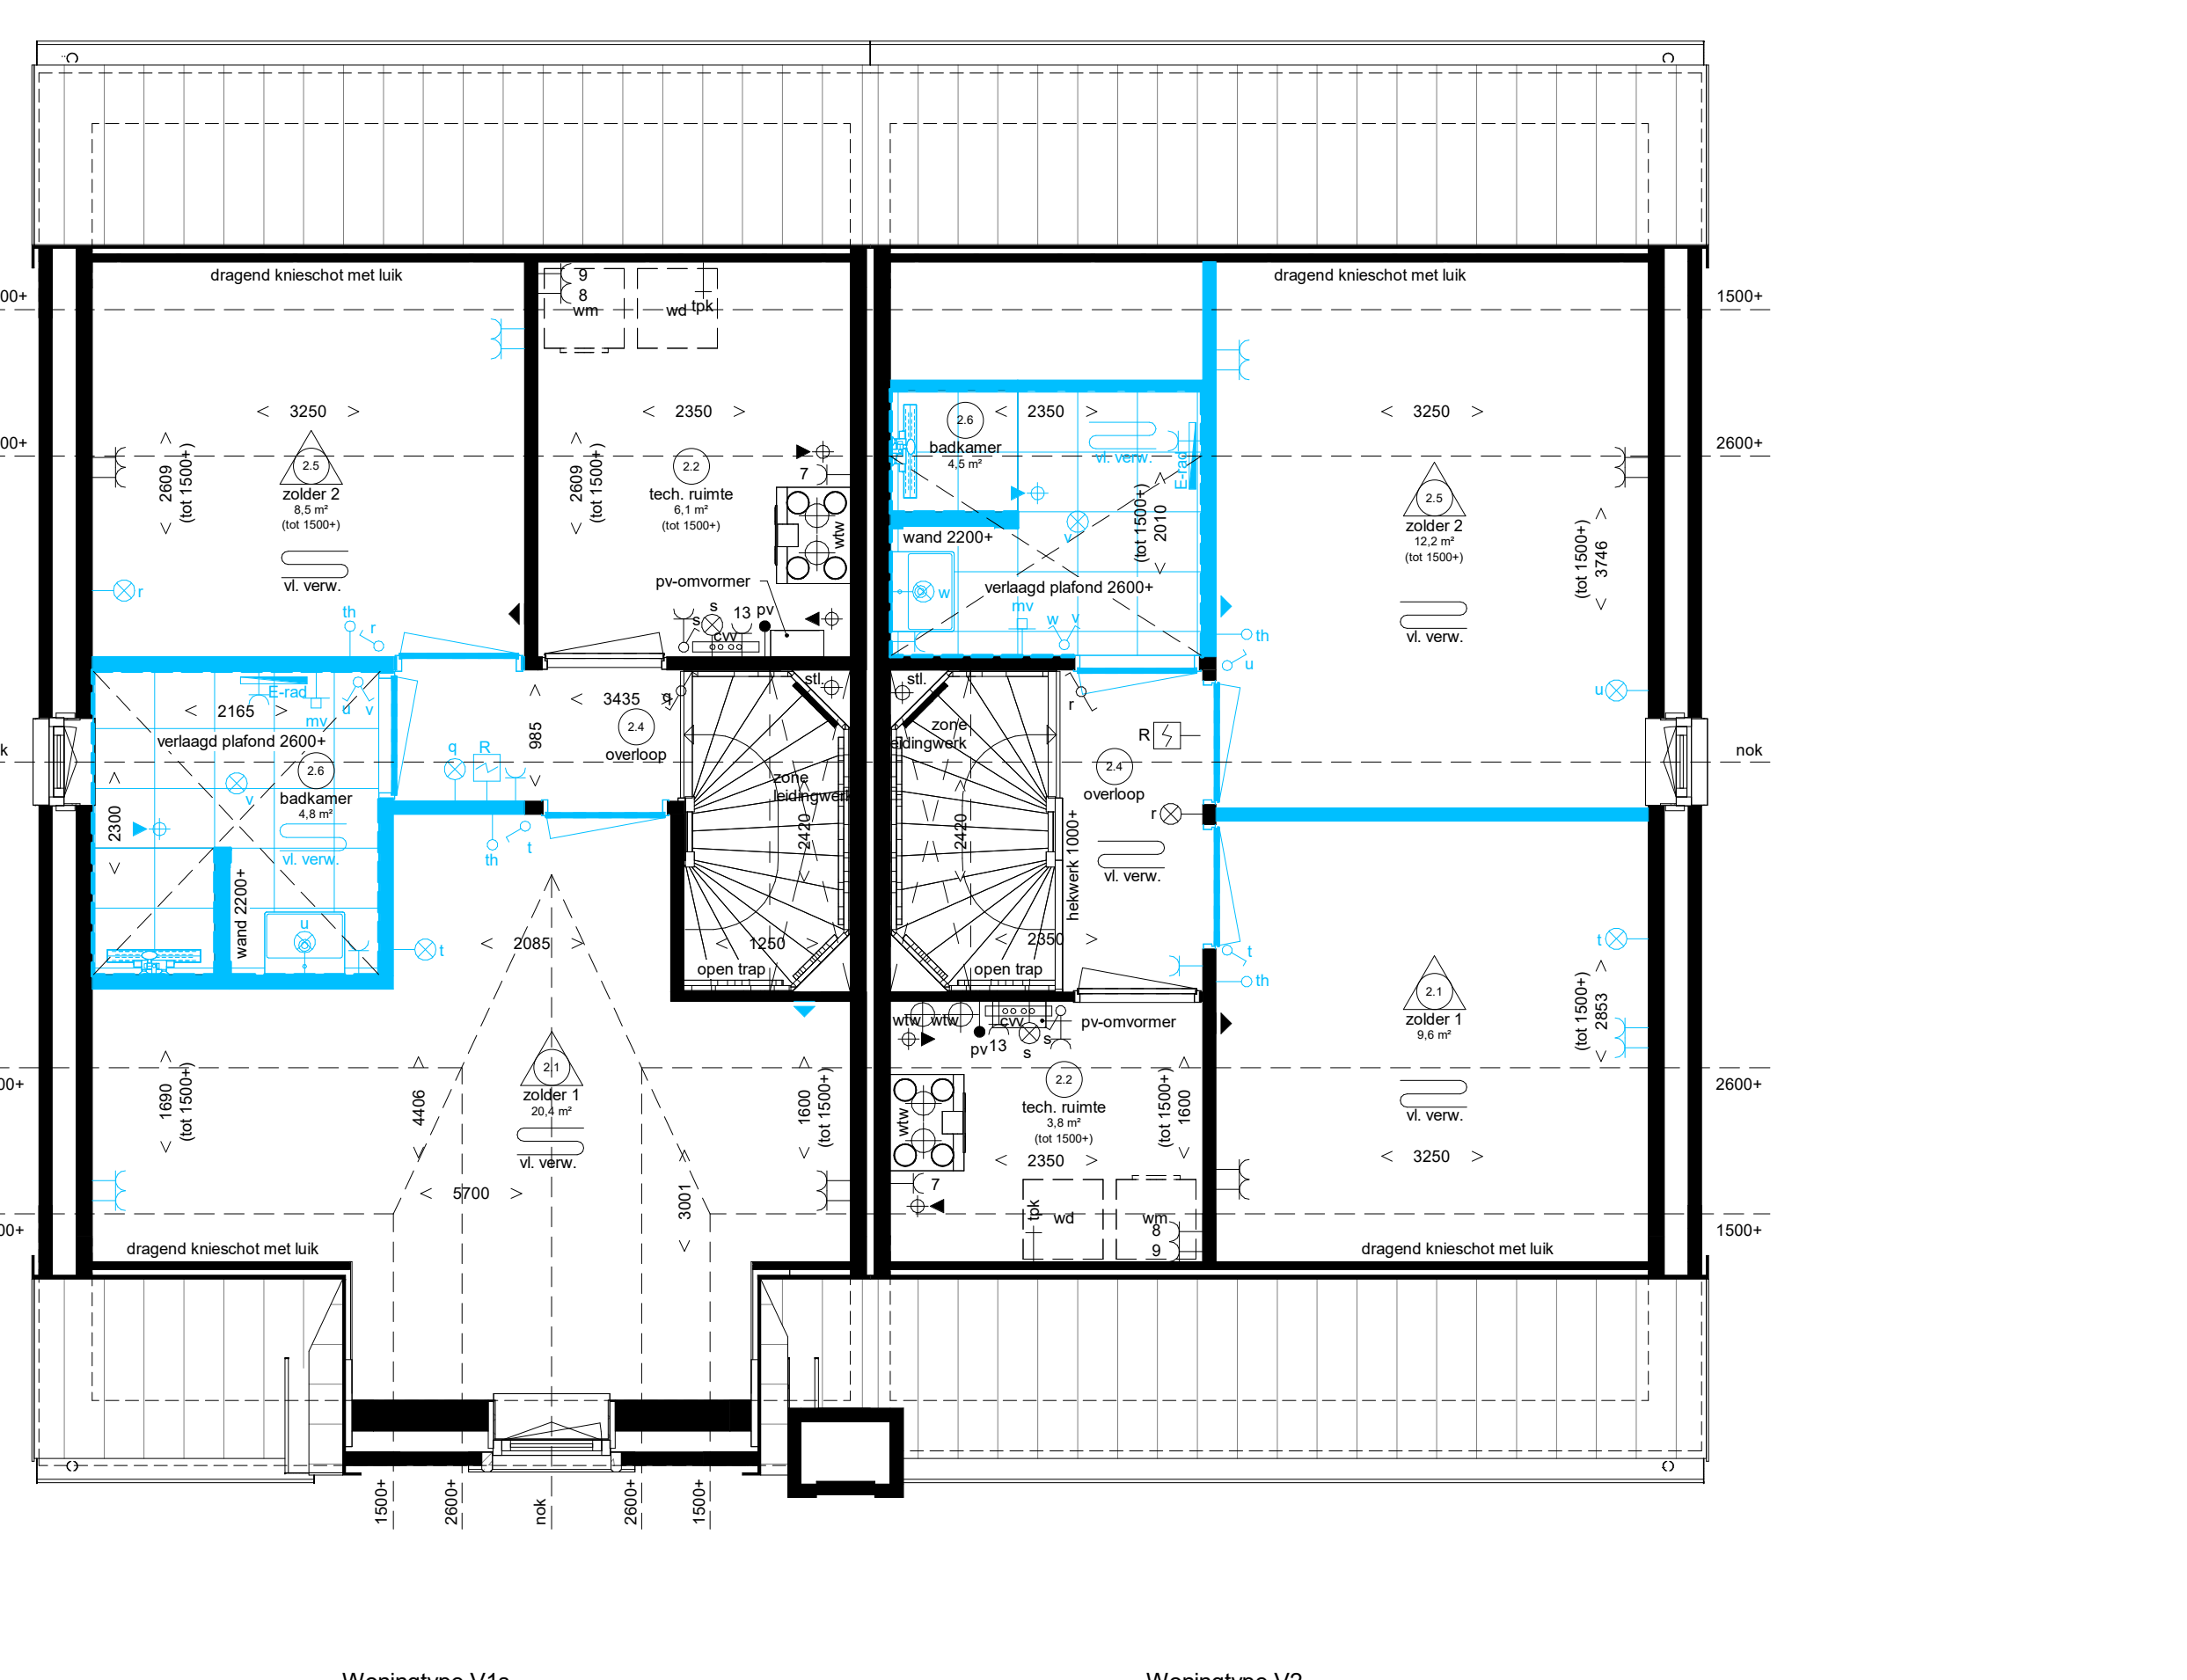 dragend knieschot met luik
9
8
wm
wd
tpk
dragend knieschot met luik
00+
1500+
3250
2350
2350
3250
2609
(tot 1500+)
2.5
zolder 2
8,5 m²
(tot 1500+)
vl. verw.
2609
(tot 1500+)
2.2
tech. ruimte
6,1 m²
(tot 1500+)
7
wtw
pv-omvormer
s
s
13
pv
cvv
2.6
badkamer
4,5 m²
vl. verw.
E-rad
wand 2200+
(tot 1500+)
2010
v
w
verlaagd plafond 2600+
mv
w
v
00+
2600+
2.5
zolder 2
12,2 m²
(tot 1500+)
vl. verw.
(tot 1500+)
3746
r
th
r
th
u
u
E-rad
2165
mv
u
v
verlaagd plafond 2600+
2.6
badkamer
4,8 m²
v
2300
vl. verw.
wand 2200+
u
t
q
R
985
3435
q
2.4
overloop
th
t
stl.
zone
leidingwerk
2420
1250
open trap
stl.
zone
eidingwerk
2420
open trap
r
R
2.4
overloop
r
hekwerk 1000+
vl. verw.
2350
k
nok
t
th
t
2085
1690
(tot 1500+)
4406
2.1
zolder 1
20,4 m²
vl. verw.
5700
3001
1600
(tot 1500+)
wtw
wtw
cvv
pv
13
s
s
pv-omvormer
wtw
2.2
tech. ruimte
3,8 m²
(tot 1500+)
2350
(tot 1500+)
1600
7
tpk
wd
wm
8
9
2.1
zolder 1
9,6 m²
vl. verw.
3250
(tot 1500+)
2853
00+
2600+
00+
1500+
dragend knieschot met luik
dragend knieschot met luik
1500+
2600+
nok
2600+
1500+
Woningtype V1s
Woningtype V2